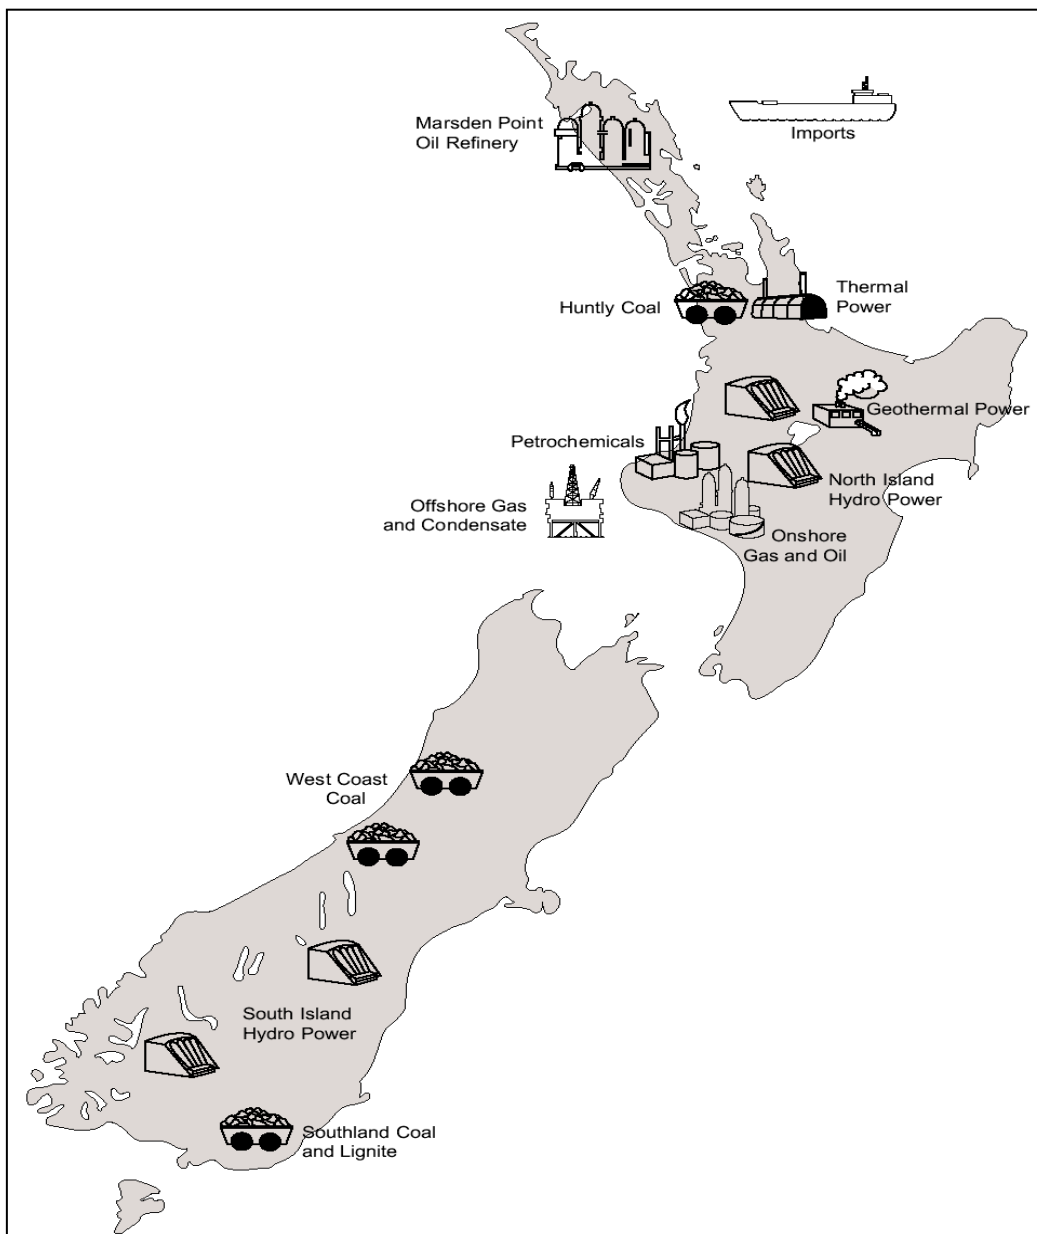 Marsden Point
Oil Refinery
Imports
Huntly Coal
Thermal
Power
Geothermal Power
Petrochemicals
North Island
Hydro Power
Offshore Gas
and Condensate
Onshore
Gas and Oil
West Coast
Coal
South Island
Hydro Power
Southland Coal
and Lignite